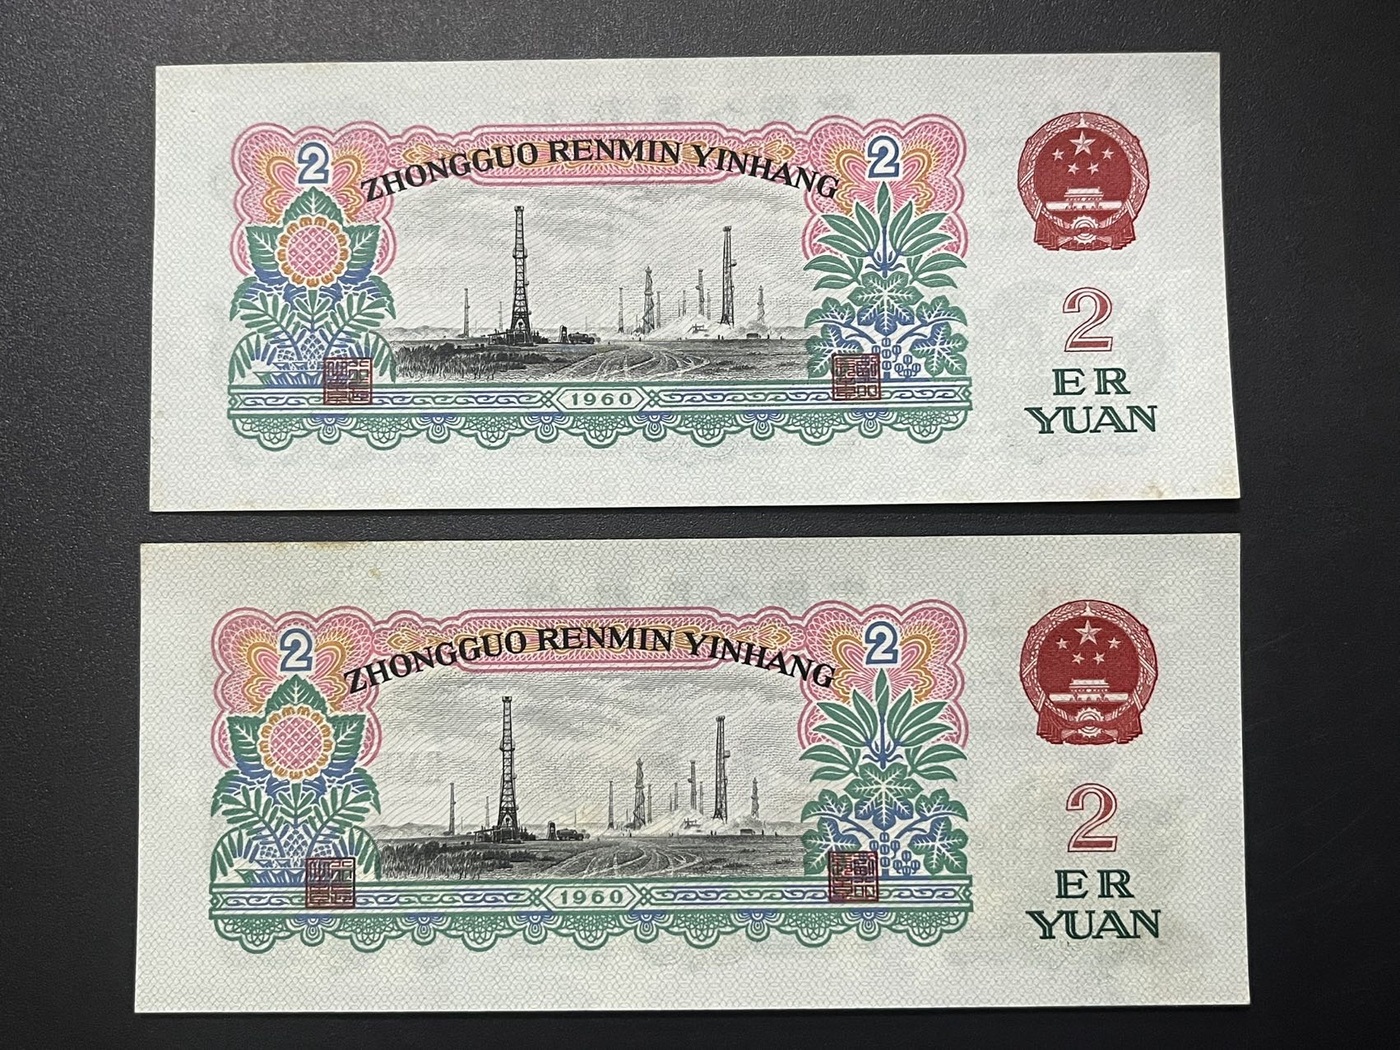 2 2
ZHONGGUO RENMIN YINHANG
1960
2
ER
YUAN
2 2
ZHONGGUO RENMIN YINHANG
1960
2
ER
YUAN